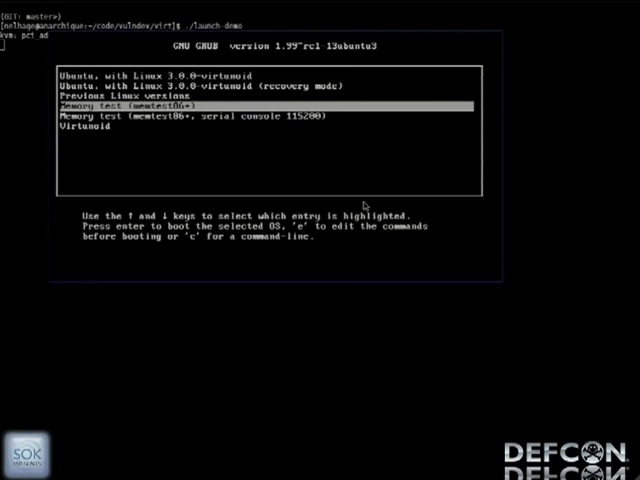 (GIT: master>)
[nelhage@anarchique:~/code/vulndev/virt]$ ./launch-demo
kvm: pci_ad
GNU GRUB  version 1.99~rc1-13ubuntu3
Ubuntu, with Linux 3.0.0-virtunoid
Ubuntu, with Linux 3.0.0-virtunoid (recovery mode)
Previous Linux versions
Memory test (memtest86+)
Memory test (memtest86+, serial console 115200)
Virtunoid
Use the ↑ and ↓ keys to select which entry is highlighted.
Press enter to boot the selected OS, 'e' to edit the commands
before booting or 'c' for a command-line.
SOK
PRESENTS
DEFCON